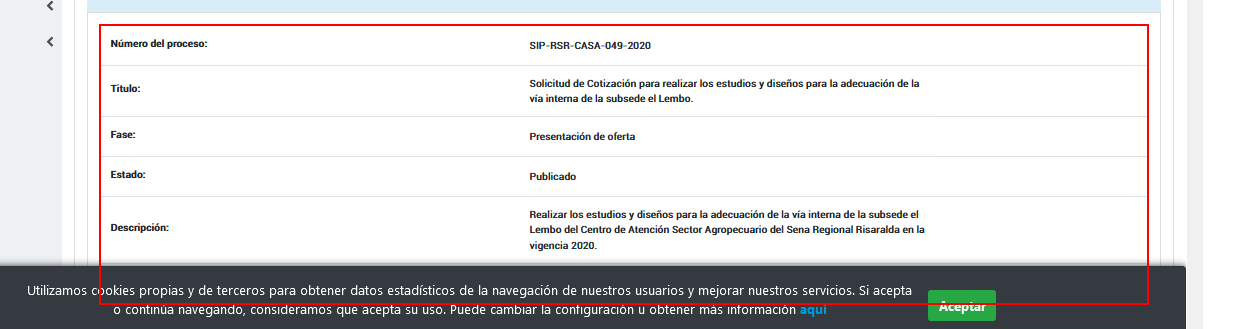 Número del proceso:
SIP-RSR-CASA-049-2020
Titulo:
Solicitud de Cotización para realizar los estudios y diseños para la adecuación de la
vía interna de la subsede el Lembo.
Fase:
Presentación de oferta
Estado:
Publicado
Descripción:
Realizar los estudios y diseños para la adecuación de la vía interna de la subsede el
Lembo del Centro de Atención Sector Agropecuario del Sena Regional Risaralda en la
vigencia 2020.
Utilizamos cookies propias y de terceros para obtener datos estadísticos de la navegación de nuestros usuarios y mejorar nuestros servicios. Si acepta
o continúa navegando, consideramos que acepta su uso. Puede cambiar la configuración u obtener más información aquí
Aceptar